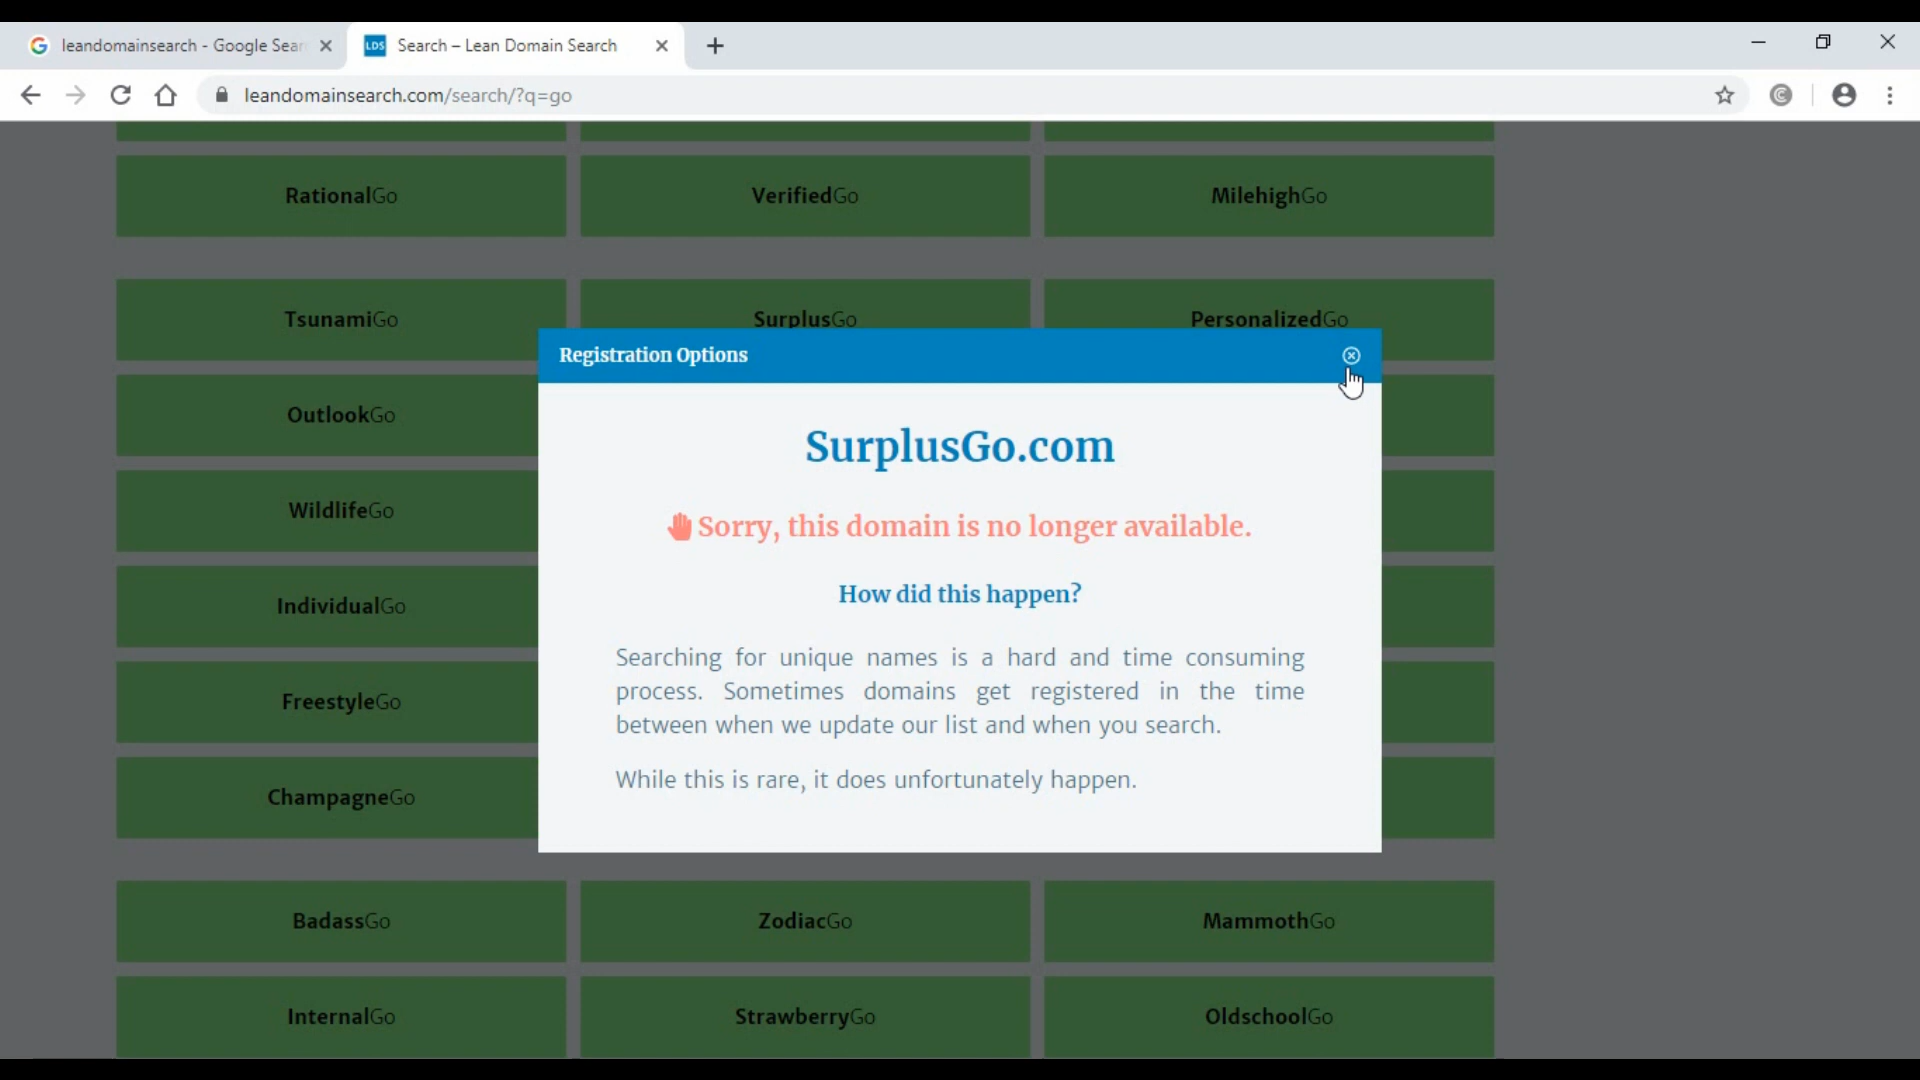 leandomainsearch - Google Sear
LDS
Search – Lean Domain Search
leandomainsearch.com/search/?q=go
RationalGo
VerifiedGo
MilehighGo
TsunamiGo
SurplusGo
PersonalizedGo
Registration Options
OutlookGo
SurplusGo.com
WildlifeGo
Sorry, this domain is no longer available.
How did this happen?
IndividualGo
Searching for unique names is a hard and time consuming
process. Sometimes domains get registered in the time
between when we update our list and when you search.
FreestyleGo
While this is rare, it does unfortunately happen.
ChampagneGo
BadassGo
ZodiacGo
MammothGo
InternalGo
StrawberryGo
OldschoolGo